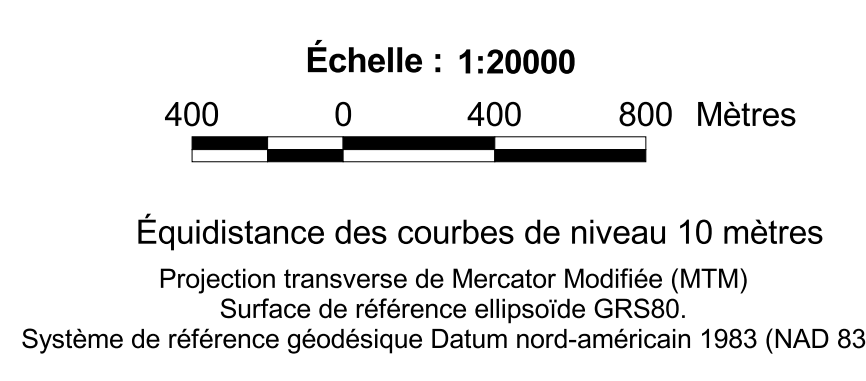 Échelle : 1:20000
400 0 400 800 Mètres
Équidistance des courbes de niveau 10 mètres
Projection transverse de Mercator Modifiée (MTM)
Surface de référence ellipsoïde GRS80.
Système de référence géodésique Datum nord-américain 1983 (NAD 83